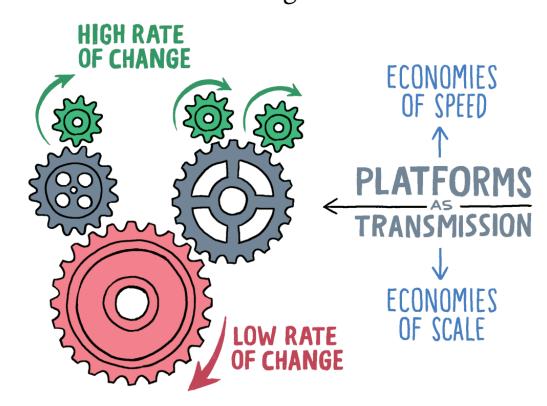 HIGH RATE
OF CHANGE
ECONOMIES
OF SPEED
PLATFORMS
AS
TRANSMISSION
ECONOMIES
OF SCALE
LOW RATE
OF CHANGE